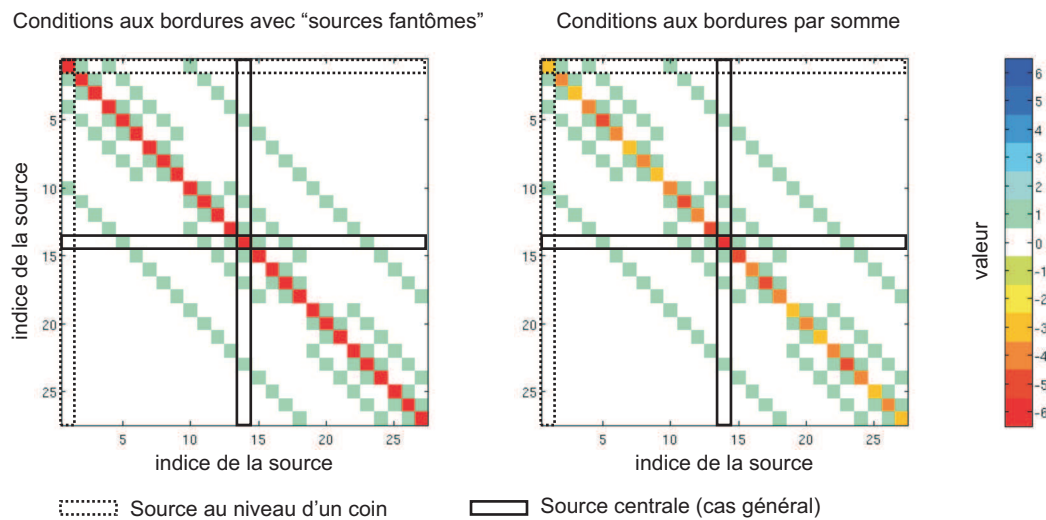 Conditions aux bordures avec “sources fantômes”
Conditions aux bordures par somme
indice de la source
5
10
15
20
25
5 10 15 20 25
indice de la source
5
10
15
20
25
5 10 15 20 25
indice de la source
valeur
6
5
4
3
2
1
0
-1
-2
-3
-4
-5
-6
Source au niveau d’un coin
Source centrale (cas général)